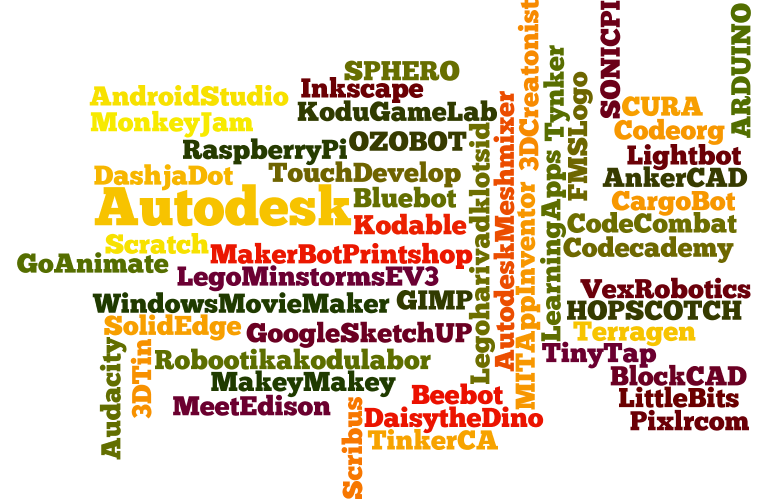 SPHERO
AndroidStudio
Inkscape
KoduGameLab
MonkeyJam
RaspberryPi
OZOBOT
DashjaDot
TouchDevelop
Autodesk
Bluebot
Kodable
Scratch
MakerBotPrintshop
GoAnimate
LegoMinstormsEV3
WindowsMovieMaker
GIMP
SolidEdge
GoogleSketchUP
Audacity
3DTin
Robootikakodulabor
MakeyMakey
MeetEdison
Scribus
Beebot
DaisytheDino
TinkerCA
Legoharivadklotsid
AutodeskMeshmixer
3DCreatonist
MITAppInventor
Tynker
LearningApps
FMSLogo
SONICPI
ARDUINO
CURA
Codeorg
Lightbot
AnkerCAD
CargoBot
CodeCombat
Codecademy
VexRobotics
HOPSCOTCH
Terragen
TinyTap
BlockCAD
LittleBits
Pixlrcom